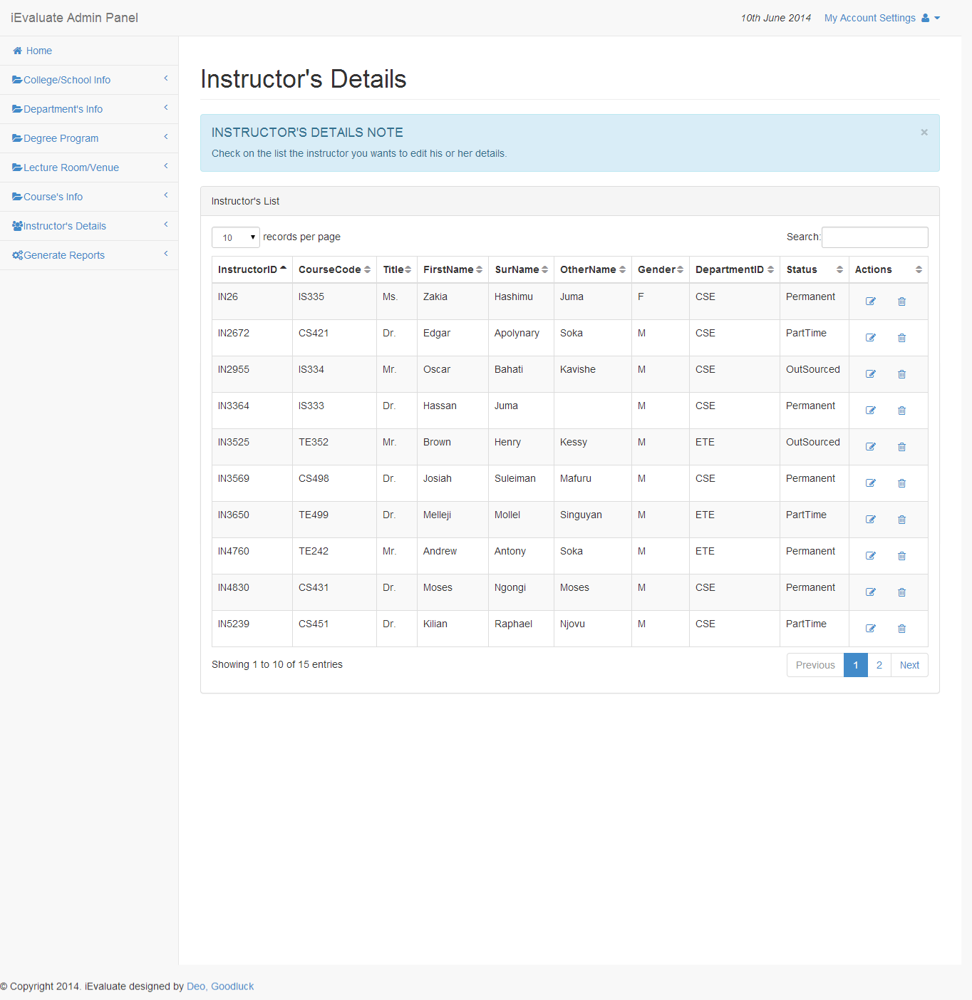 iEvaluate Admin Panel
10th June 2014 My Account Settings
Home
College/School Info
Department's Info
Degree Program
Lecture Room/Venue
Course's Info
Instructor's Details
Generate Reports
Instructor's Details
INSTRUCTOR'S DETAILS NOTE ×
Check on the list the instructor you wants to edit his or her details.
Instructor's List
10 records per page Search:
InstructorID CourseCode Title FirstName SurName OtherName Gender DepartmentID Status Actions
IN26 IS335 Ms. Zakia Hashimu Juma F CSE Permanent
IN2672 CS421 Dr. Edgar Apolynary Soka M CSE PartTime
IN2955 IS334 Mr. Oscar Bahati Kavishe M CSE OutSourced
IN3364 IS333 Dr. Hassan Juma M CSE Permanent
IN3525 TE352 Mr. Brown Henry Kessy M ETE OutSourced
IN3569 CS498 Dr. Josiah Suleiman Mafuru M CSE Permanent
IN3650 TE499 Dr. Melleji Mollel Singuyan M ETE PartTime
IN4760 TE242 Mr. Andrew Antony Soka M ETE Permanent
IN4830 CS431 Dr. Moses Ngongi Moses M CSE Permanent
IN5239 CS451 Dr. Kilian Raphael Njovu M CSE PartTime
Showing 1 to 10 of 15 entries Previous 1 2 Next
© Copyright 2014. iEvaluate designed by Deo, Goodluck